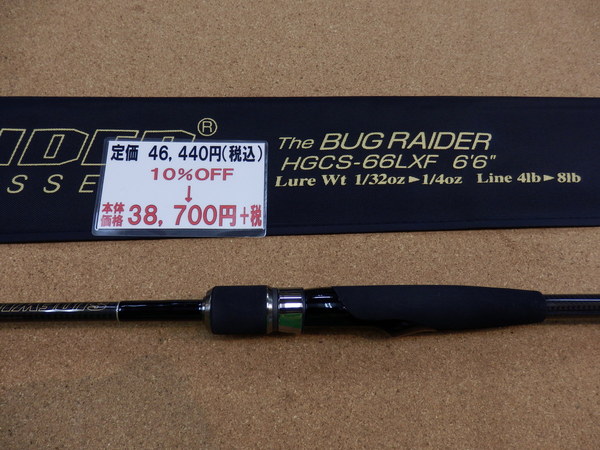 IDER®
SSE
The BUG RAIDER
HGCS-66LXF 6'6"
Lure Wt 1/32oz►1/4oz Line 4lb►8lb
定価 46,440円(税込)
10%OFF
↓
本体価格 38,700円+税